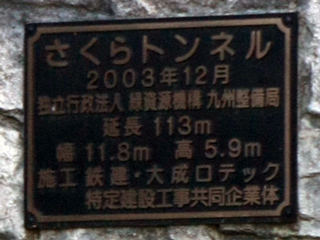 さくらトンネル
2003年12月
独立行政法人 緑資源機構 九州整備局
延長 113m
幅 11.8m 高 5.9m
施工 鉄建・大成ロテック
特定建設工事共同企業体